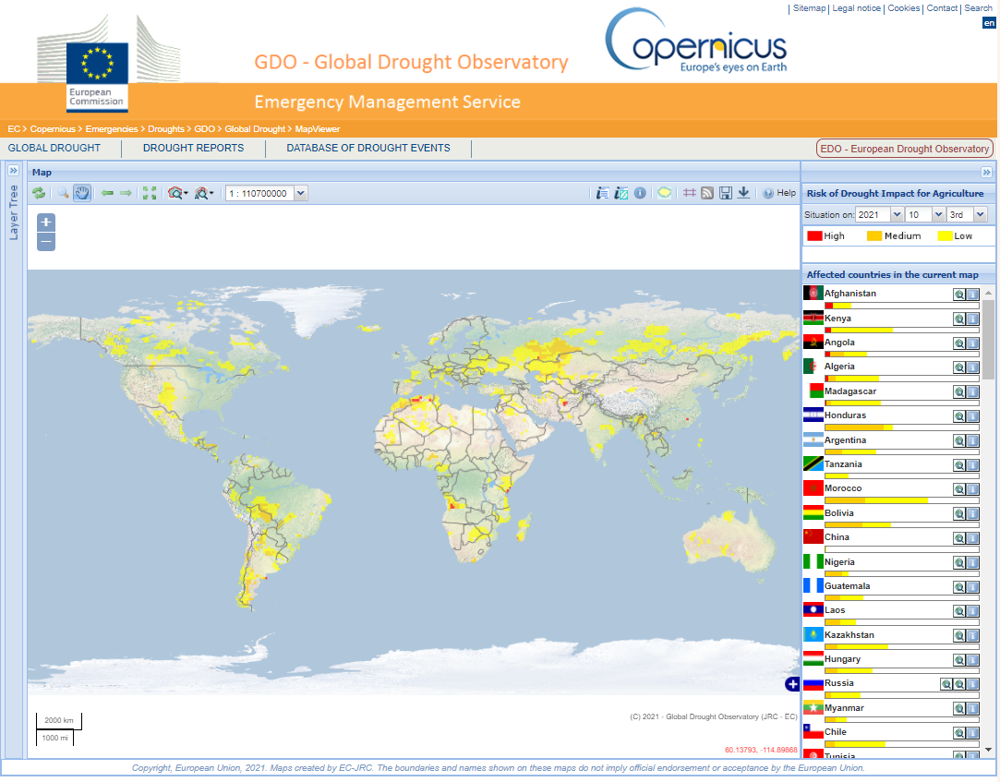 Sitemap | Legal notice | Cookies | Contact | Search
en
opernicus
Europe's eyes on Earth
GDO - Global Drought Observatory
European
Commission
Emergency Management Service
EC > Copernicus > Emergencies > Droughts > GDO > Global Drought > MapViewer
GLOBAL DROUGHT
DROUGHT REPORTS
DATABASE OF DROUGHT EVENTS
EDO - European Drought Observatory
Layer Tree
Map
1 : 110700000
Help
Risk of Drought Impact for Agriculture
Situation on: 2021 10 3rd
High Medium Low
Affected countries in the current map
Afghanistan
Kenya
Angola
Algeria
Madagascar
Honduras
Argentina
Tanzania
Morocco
Bolivia
China
Nigeria
Guatemala
Laos
Kazakhstan
Hungary
Russia
Myanmar
Chile
Tunisia
2000 km
1000 mi
(C) 2021 - Global Drought Observatory (JRC - EC)
60.13793, -114.89868
Copyright, European Union, 2021. Maps created by EC-JRC. The boundaries and names shown on these maps do not imply official endorsement or acceptance by the European Union.